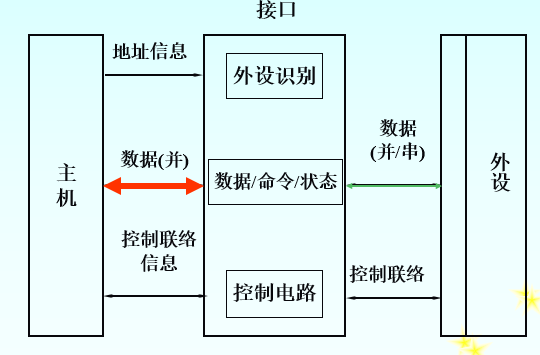 接口
地址信息
外设识别
数据(并)
数据/命令/状态
数据
(并/串)
主
机
外
设
控制联络
信息
控制电路
控制联络